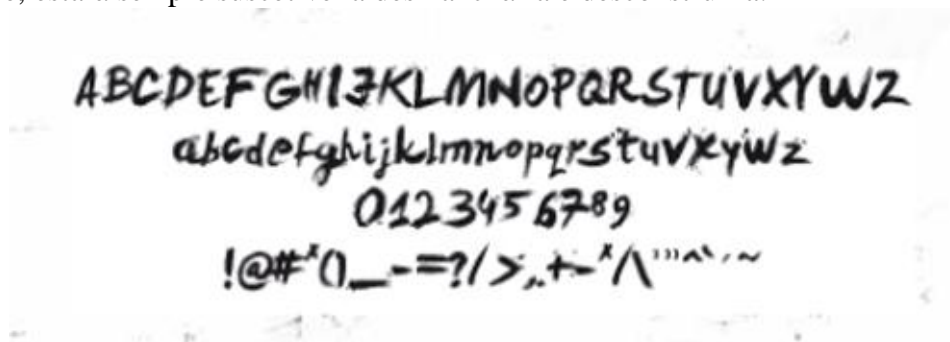 ABCDEFGHIJKLMNOPQRSTUVXYWZ
abcdefghijklmnopqrstuvxywz
0123456789
!@#*()_-=?/>,.+-*/\